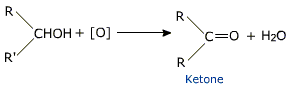 R
CHOH + [O]
R'
R
C=O + H₂O
R
Ketone